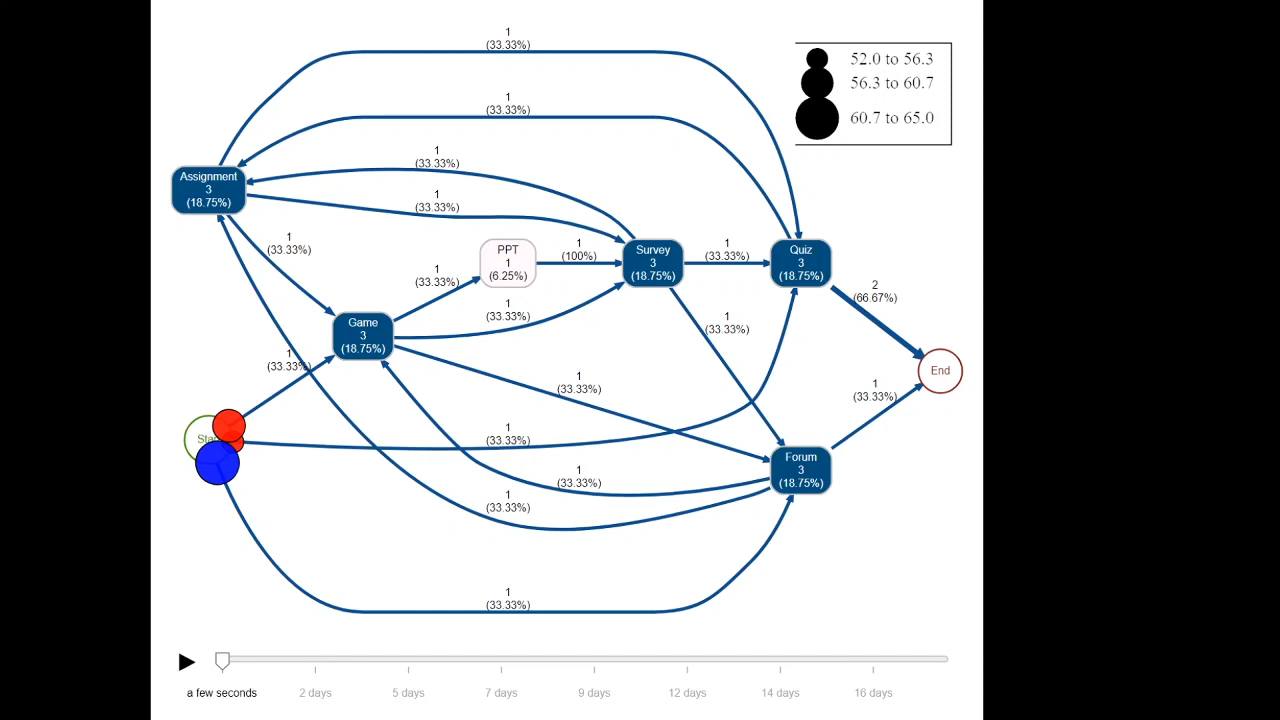 1
(33.33%)
52.0 to 56.3
56.3 to 60.7
60.7 to 65.0
1
(33.33%)
1
(33.33%)
Assignment
3
(18.75%)
1
(33.33%)
1
(33.33%)
PPT
1
(6.25%)
1
(100%)
Survey
3
(18.75%)
1
(33.33%)
Quiz
3
(18.75%)
1
(33.33%)
2
(66.67%)
1
(33.33%)
1
(33.33%)
Game
3
(18.75%)
1
(33.33%)
1
(33.33%)
1
(33.33%)
End
Star
1
(33.33%)
1
(33.33%)
1
(33.33%)
Forum
3
(18.75%)
1
(33.33%)
1
(33.33%)
a few seconds
2 days
5 days
7 days
9 days
12 days
14 days
16 days